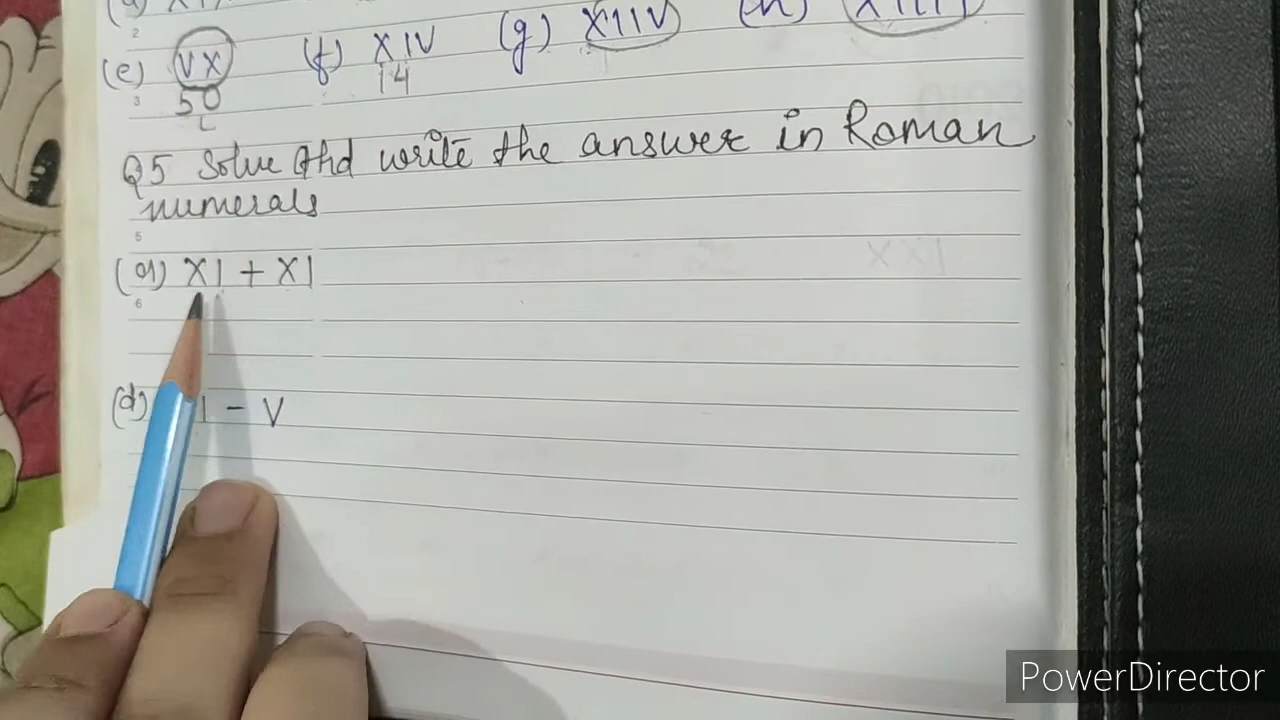 (e) VX (f) XIV (g) XIIV (h)
50 14
L
Q5 Solve And write the answer in Roman
numerals
(a) XI + XI
(d) I - V
PowerDirector